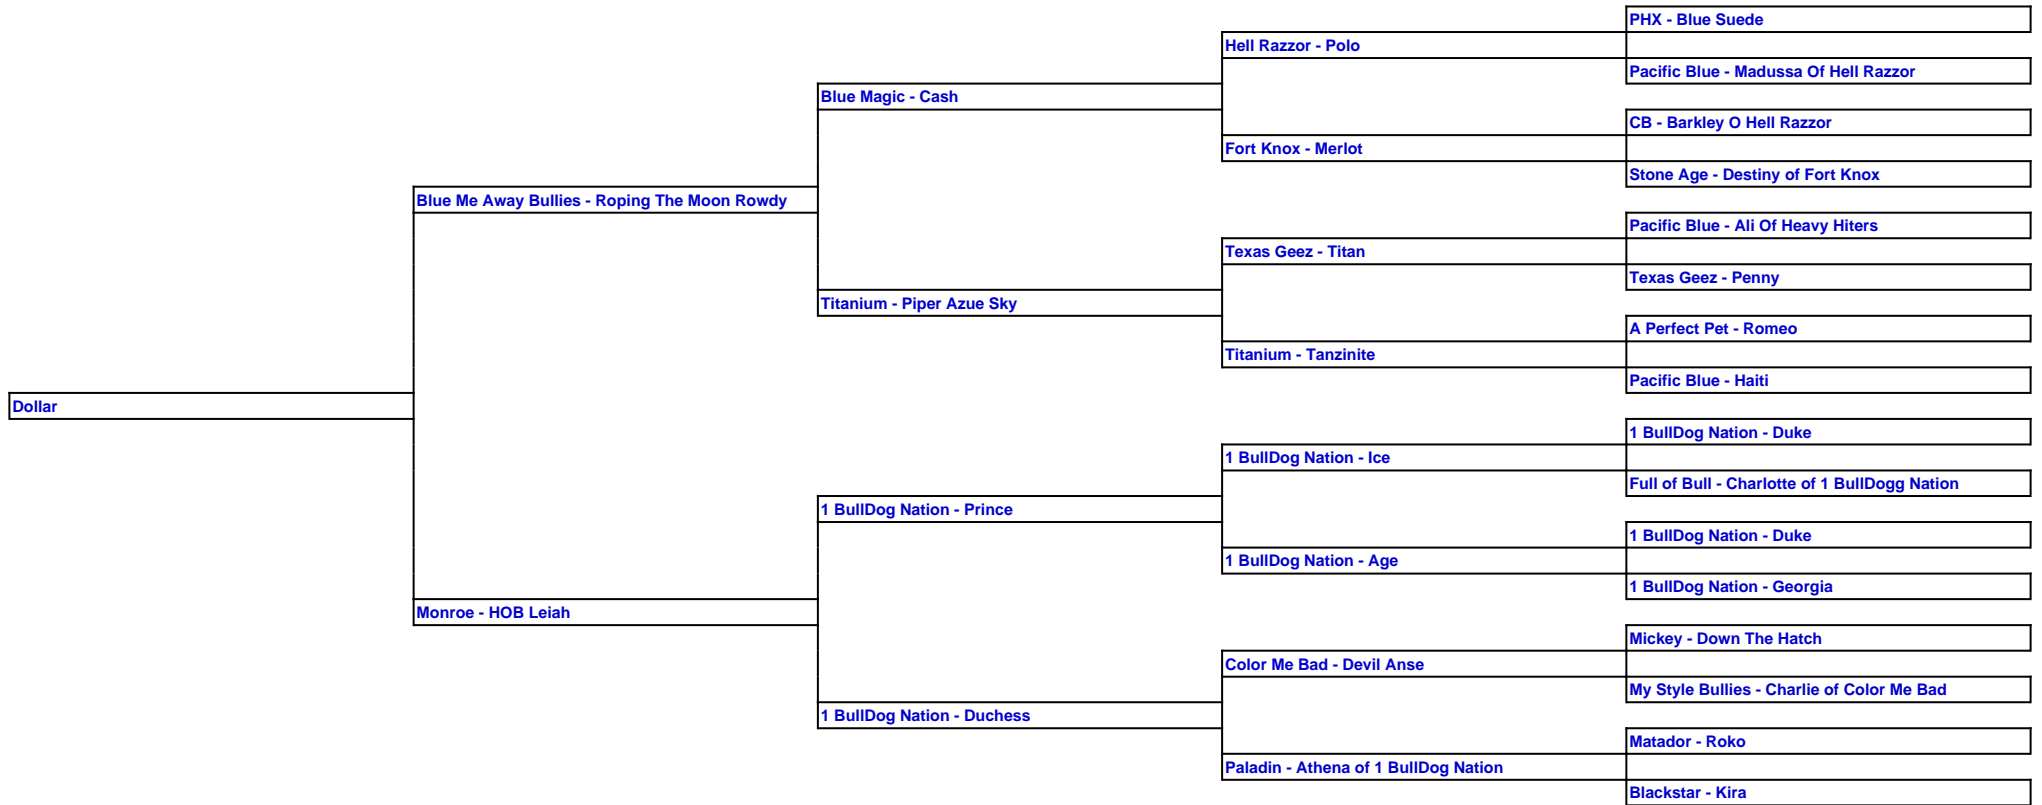 PHX - Blue Suede
Hell Razzor - Polo
Pacific Blue - Madussa Of Hell Razzor
Blue Magic - Cash
CB - Barkley O Hell Razzor
Fort Knox - Merlot
Stone Age - Destiny of Fort Knox
Blue Me Away Bullies - Roping The Moon Rowdy
Pacific Blue - Ali Of Heavy Hiters
Texas Geez - Titan
Texas Geez - Penny
Titanium - Piper Azue Sky
A Perfect Pet - Romeo
Titanium - Tanzinite
Pacific Blue - Haiti
Dollar
1 BullDog Nation - Duke
1 BullDog Nation - Ice
Full of Bull - Charlotte of 1 BullDogg Nation
1 BullDog Nation - Prince
1 BullDog Nation - Duke
1 BullDog Nation - Age
1 BullDog Nation - Georgia
Monroe - HOB Leiah
Mickey - Down The Hatch
Color Me Bad - Devil Anse
My Style Bullies - Charlie of Color Me Bad
1 BullDog Nation - Duchess
Matador - Roko
Paladin - Athena of 1 BullDog Nation
Blackstar - Kira